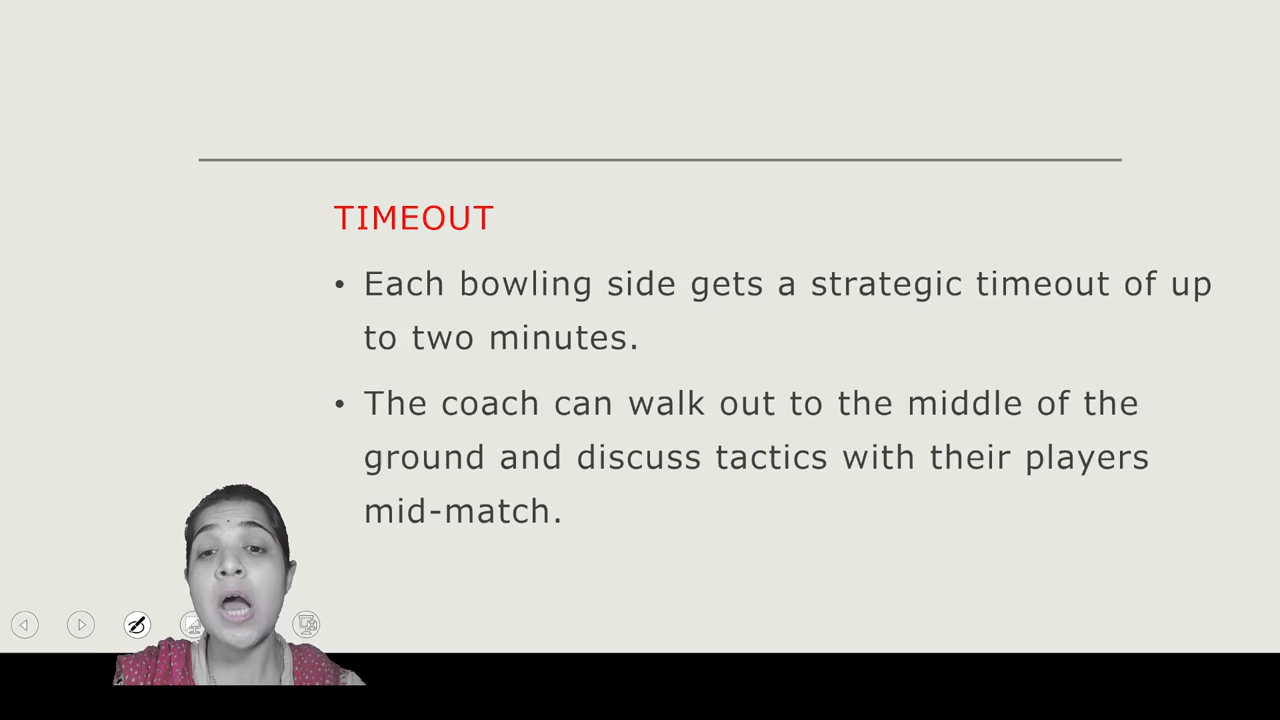 TIMEOUT
• Each bowling side gets a strategic timeout of up
to two minutes.
• The coach can walk out to the middle of the
ground and discuss tactics with their players
mid-match.